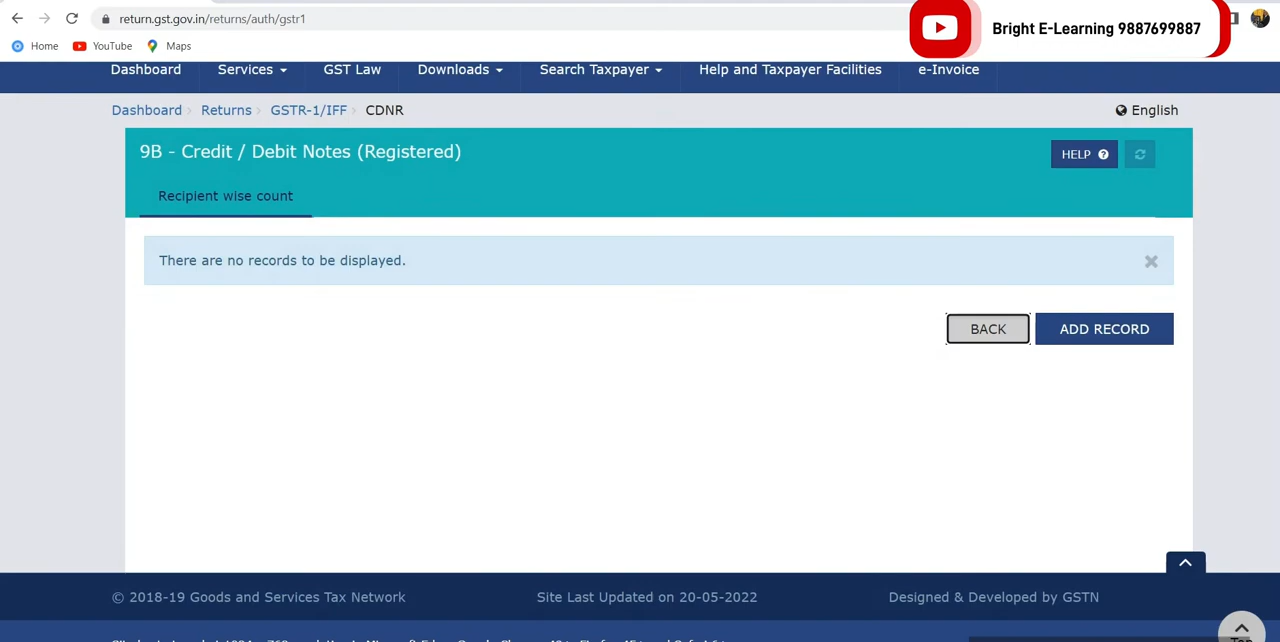 return.gst.gov.in/returns/auth/gstr1
Bright E-Learning 9887699887
Home YouTube Maps
Dashboard Services GST Law Downloads Search Taxpayer Help and Taxpayer Facilities e-Invoice
Dashboard Returns GSTR-1/IFF CDNR English
9B - Credit / Debit Notes (Registered)
HELP
Recipient wise count
There are no records to be displayed.
BACK ADD RECORD
© 2018-19 Goods and Services Tax Network Site Last Updated on 20-05-2022 Designed & Developed by GSTN
Top